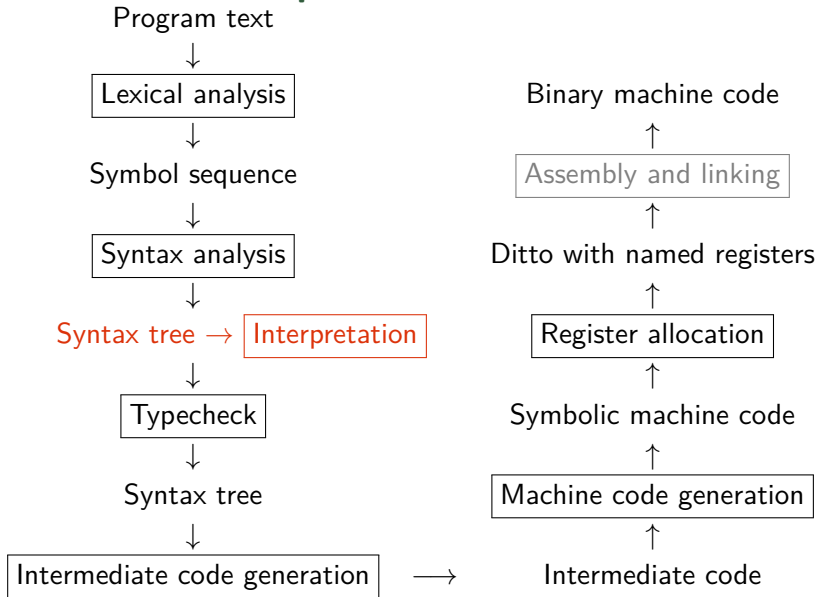 Program text
↓
Lexical analysis
↓
Symbol sequence
↓
Syntax analysis
↓
Syntax tree → Interpretation
↓
Typecheck
↓
Syntax tree
↓
Intermediate code generation ⟶ Intermediate code
↑
Machine code generation
↑
Symbolic machine code
↑
Register allocation
↑
Ditto with named registers
↑
Assembly and linking
↑
Binary machine code